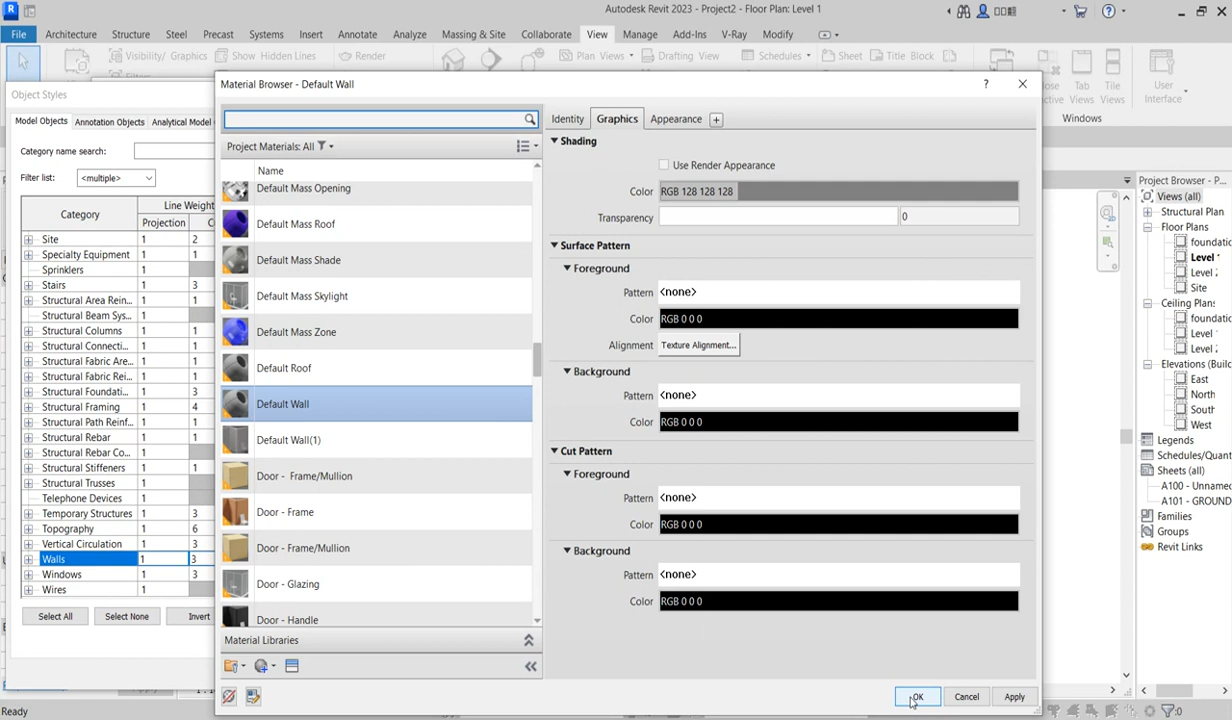 Autodesk Revit 2023 - Project2 - Floor Plan: Level 1
File Architecture Structure Steel Precast Systems Insert Annotate Analyze Massing & Site Collaborate View Manage Add-Ins V-Ray Modify
Visibility/ Graphics Show Hidden Lines Render Plan Views Drafting View Schedules Sheet Title Block
Tab Views Tile Views User Interface
Windows
Object Styles
Model Objects Annotation Objects Analytical Model
Category name search:
Filter list: <multiple>
Category Line Weight
Projection
Site 1 2
Specialty Equipment 1
Sprinklers 1
Stairs 1 3
Structural Area Rein... 1
Structural Beam Sys... 1
Structural Columns 1 1
Structural Connecti... 1 1
Structural Fabric Are... 1 1
Structural Fabric Rei... 1 1
Structural Foundati... 1 3
Structural Framing 1 4
Structural Path Reinf... 1 1
Structural Rebar 1 1
Structural Rebar Co... 1
Structural Stiffeners 1 1
Structural Trusses 1
Telephone Devices 1
Temporary Structures 1 3
Topography 1 6
Vertical Circulation 1 3
Walls 1 3
Windows 1 3
Wires 1
Select All Select None Invert
Material Browser - Default Wall
? 
Project Materials: All
Name
Default Mass Opening
Default Mass Roof
Default Mass Shade
Default Mass Skylight
Default Mass Zone
Default Roof
Default Wall
Default Wall(1)
Door - Frame/Mullion
Door - Frame
Door - Frame/Mullion
Door - Glazing
Door - Handle
Material Libraries
Identity Graphics Appearance +
Shading
Use Render Appearance
Color RGB 128 128 128
Transparency 0
Surface Pattern
Foreground
Pattern <none>
Color RGB 0 0 0
Alignment Texture Alignment...
Background
Pattern <none>
Color RGB 0 0 0
Cut Pattern
Foreground
Pattern <none>
Color RGB 0 0 0
Background
Pattern <none>
Color RGB 0 0 0
OK Cancel Apply
Project Browser - P...
Views (all)
Structural Plan
Floor Plans
Level
Level
Site
Ceiling Plans
Level
Level
Elevations (Buil
East
North
South
West
Legends
Schedules/Quant
Sheets (all)
A100 - Unname
A101 - GROUND
Families
Groups
Revit Links
Ready
:0